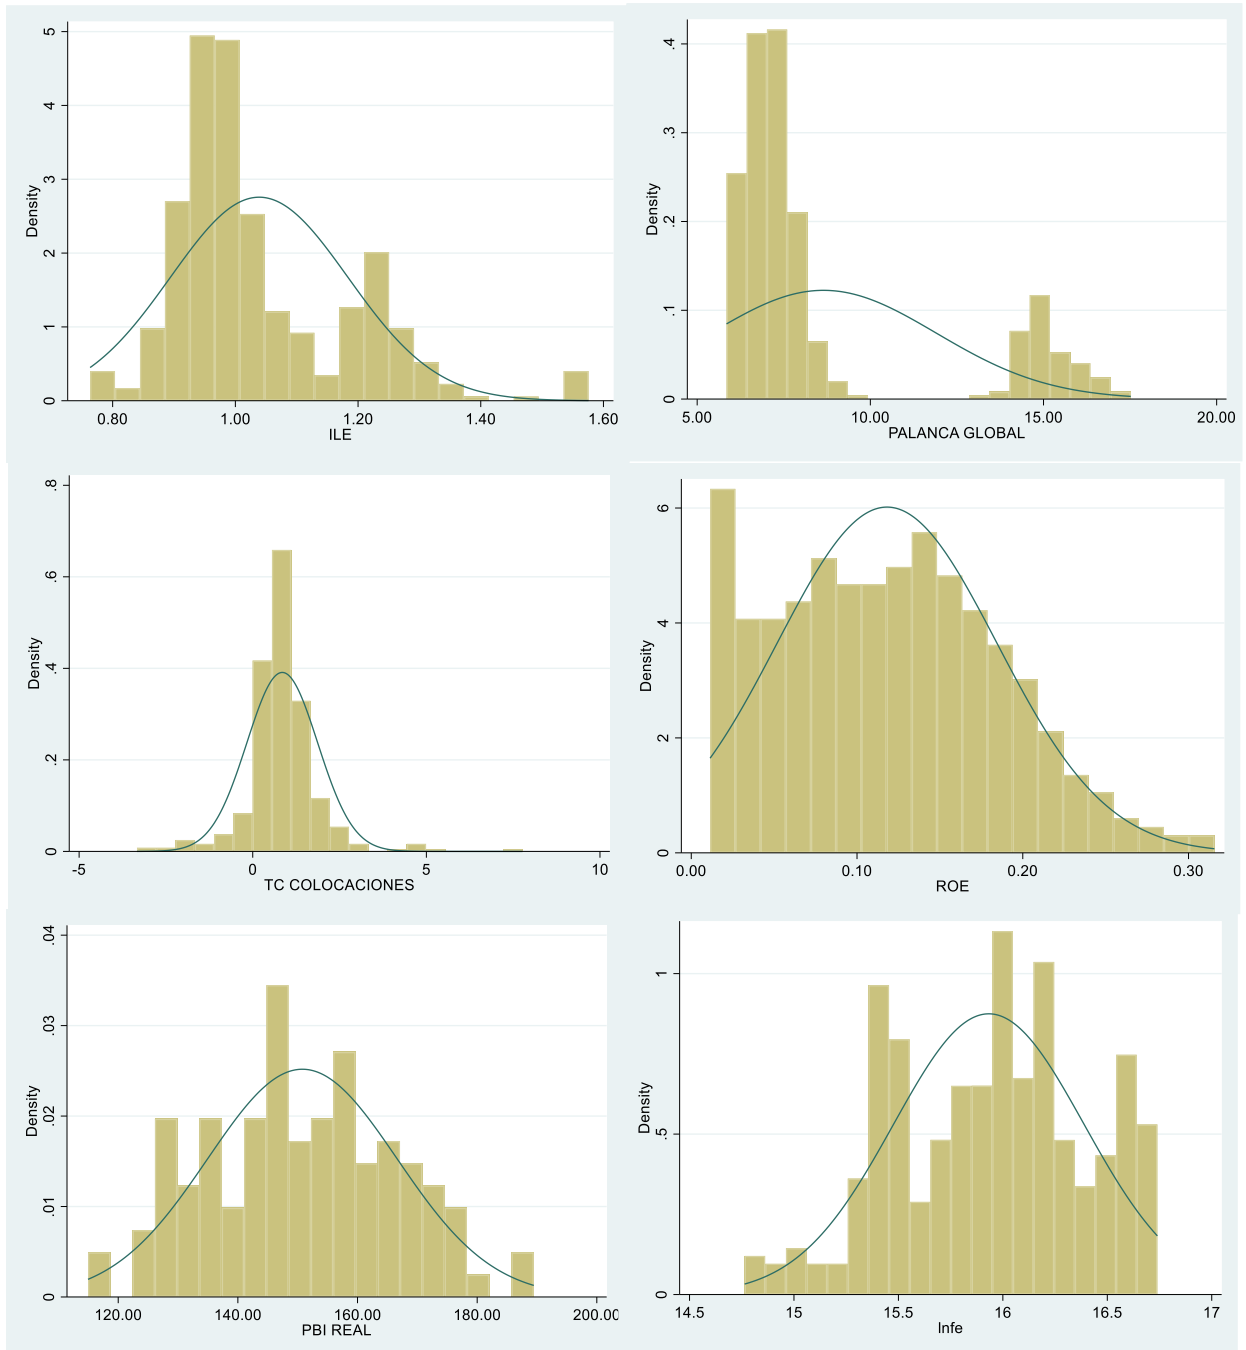 5
4
3
2
1
0
Density
0.80 1.00 1.20 1.40 1.60
ILE
.4
.3
.2
.1
0
Density
5.00 10.00 15.00 20.00
PALANCA GLOBAL
.8
.6
.4
.2
0
Density
-5 0 5 10
TC COLOCACIONES
6
4
2
0
Density
0.00 0.10 0.20 0.30
ROE
.04
.03
.02
.01
0
Density
120.00 140.00 160.00 180.00 200.00
PBI REAL
1
.5
0
Density
14.5 15 15.5 16 16.5 17
lnfe